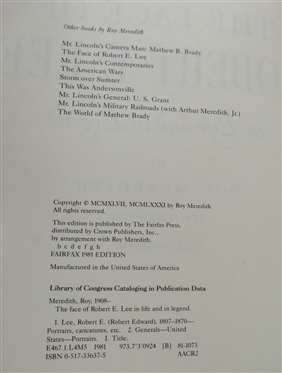 Other books by Roy Meredith
Mr. Lincoln's Camera Man: Mathew B. Brady
The Face of Robert E. Lee
Mr. Lincoln's Contemporaries
The American Wars
Storm over Sumter
This Was Andersonville
Mr. Lincoln's General: U. S. Grant
Mr. Lincoln's Military Railroads (with Arthur Meredith, Jr.)
The World of Mathew Brady
Copyright © MCMXLVII, MCMLXXXI by Roy Meredith
All rights reserved.
This edition is published by The Fairfax Press,
distributed by Crown Publishers, Inc.,
by arrangement with Roy Meredith.
b c d e f g h
FAIRFAX 1981 EDITION
Manufactured in the United States of America
Library of Congress Cataloging in Publication Data
Meredith, Roy, 1908–
The face of Robert E. Lee in life and in legend.
1. Lee, Robert E. (Robert Edward), 1807–1870–
Portraits, caricatures, etc. 2. Generals—United
States—Portraits. I. Title.
E467.1.L4M5 1981 973.7'3'0924 [B] 81-1073
ISBN 0-517-33637-5 AACR2